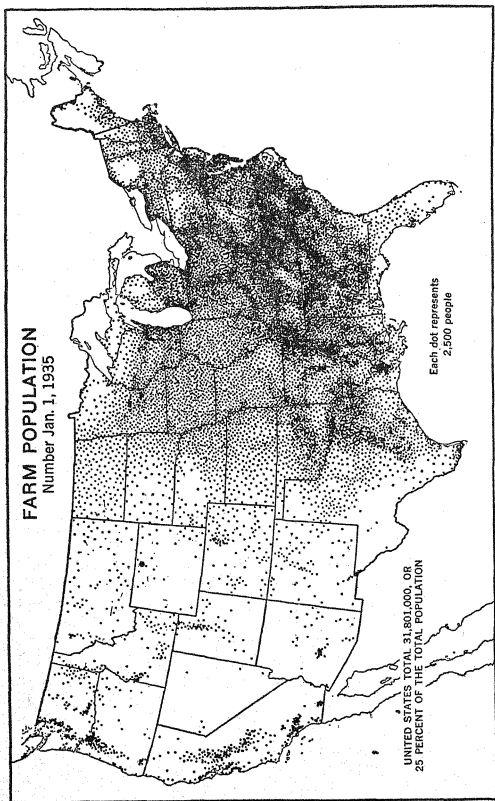 FARM POPULATION
Number Jan. 1, 1935
Each dot represents
2,500 people
UNITED STATES TOTAL 31,801,000, OR
25 PERCENT OF THE TOTAL POPULATION